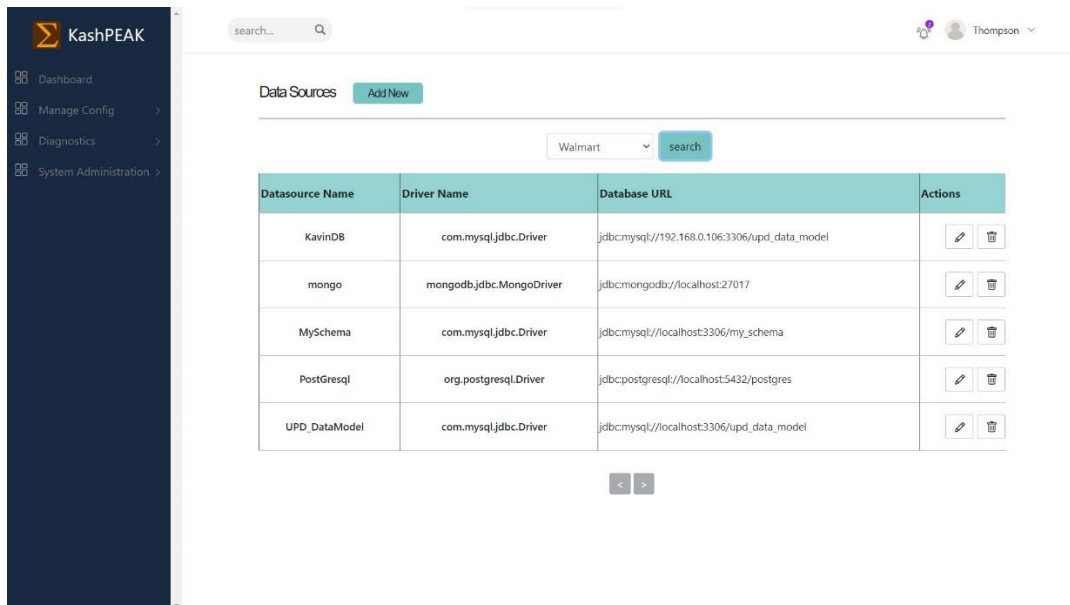 KashPEAK
search...
2
Thompson
Dashboard
Manage Config >
Diagnostics >
System Administration >
Data Sources
Add New
Walmart
search
Datasource Name Driver Name Database URL Actions
KavinDB com.mysql.jdbc.Driver jdbc:mysql://192.168.0.106:3306/upd_data_model
mongo mongodb.jdbc.MongoDriver jdbc:mongodb://localhost:27017
MySchema com.mysql.jdbc.Driver jdbc:mysql://localhost:3306/my_schema
PostGresql org.postgresql.Driver jdbc:postgresql://localhost:5432/postgres
UPD_DataModel com.mysql.jdbc.Driver jdbc:mysql://localhost:3306/upd_data_model
< >